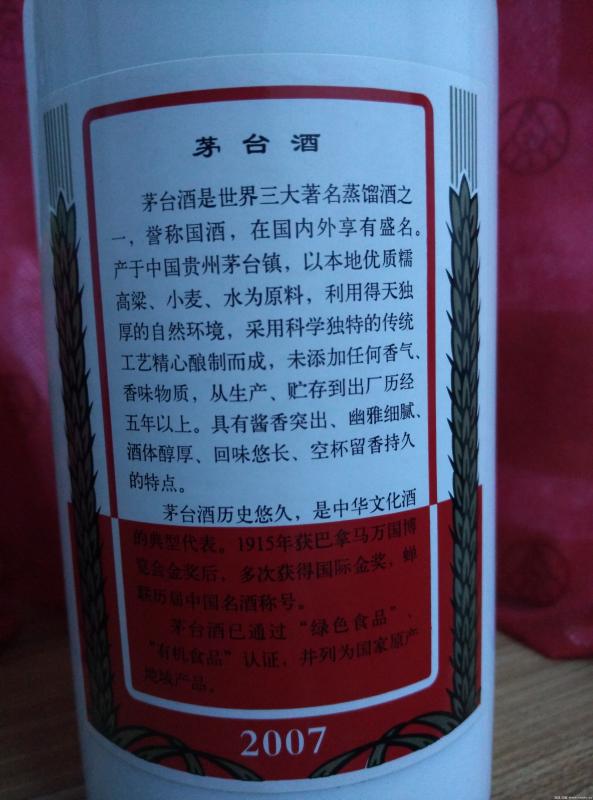 茅台酒
茅台酒是世界三大著名蒸馏酒之
一，誉称国酒，在国内外享有盛名。
产于中国贵州茅台镇，以本地优质糯
高粱、小麦、水为原料，利用得天独
厚的自然环境，采用科学独特的传统
工艺精心酿制而成，未添加任何香气、
香味物质，从生产、贮存到出厂历经
五年以上。具有酱香突出、幽雅细腻、
酒体醇厚、回味悠长、空杯留香持久
的特点。
茅台酒历史悠久，是中华文化酒
的典型代表。1915年获巴拿马万国博
览会金奖后，多次获得国际金奖，蝉
联历届中国名酒称号。
茅台酒已通过“绿色食品”、
“有机食品”认证，并列为国家原产
地域产品。
2007